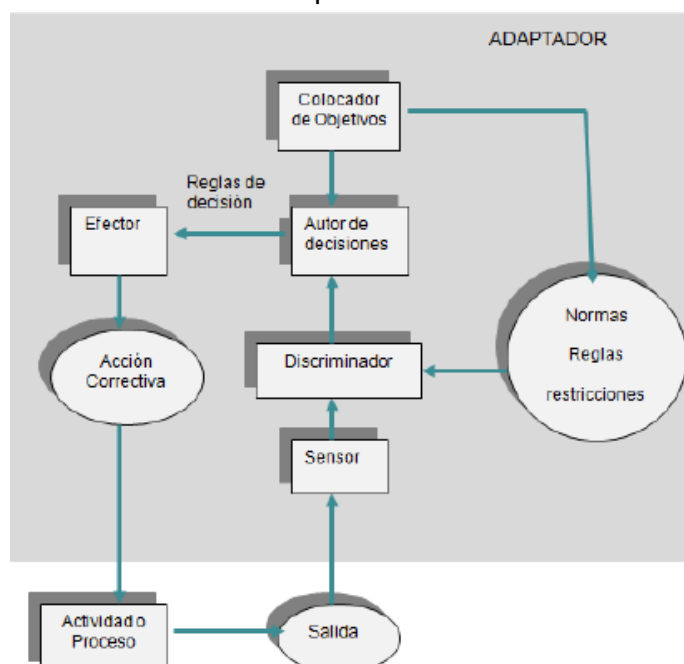 ADAPTADOR
Colocador
de Objetivos
Reglas de
decisión
Efector
Autor de
decisiones
Normas
Reglas
restricciones
Acción
Correctiva
Discriminador
Sensor
Actividad o
Proceso
Salida